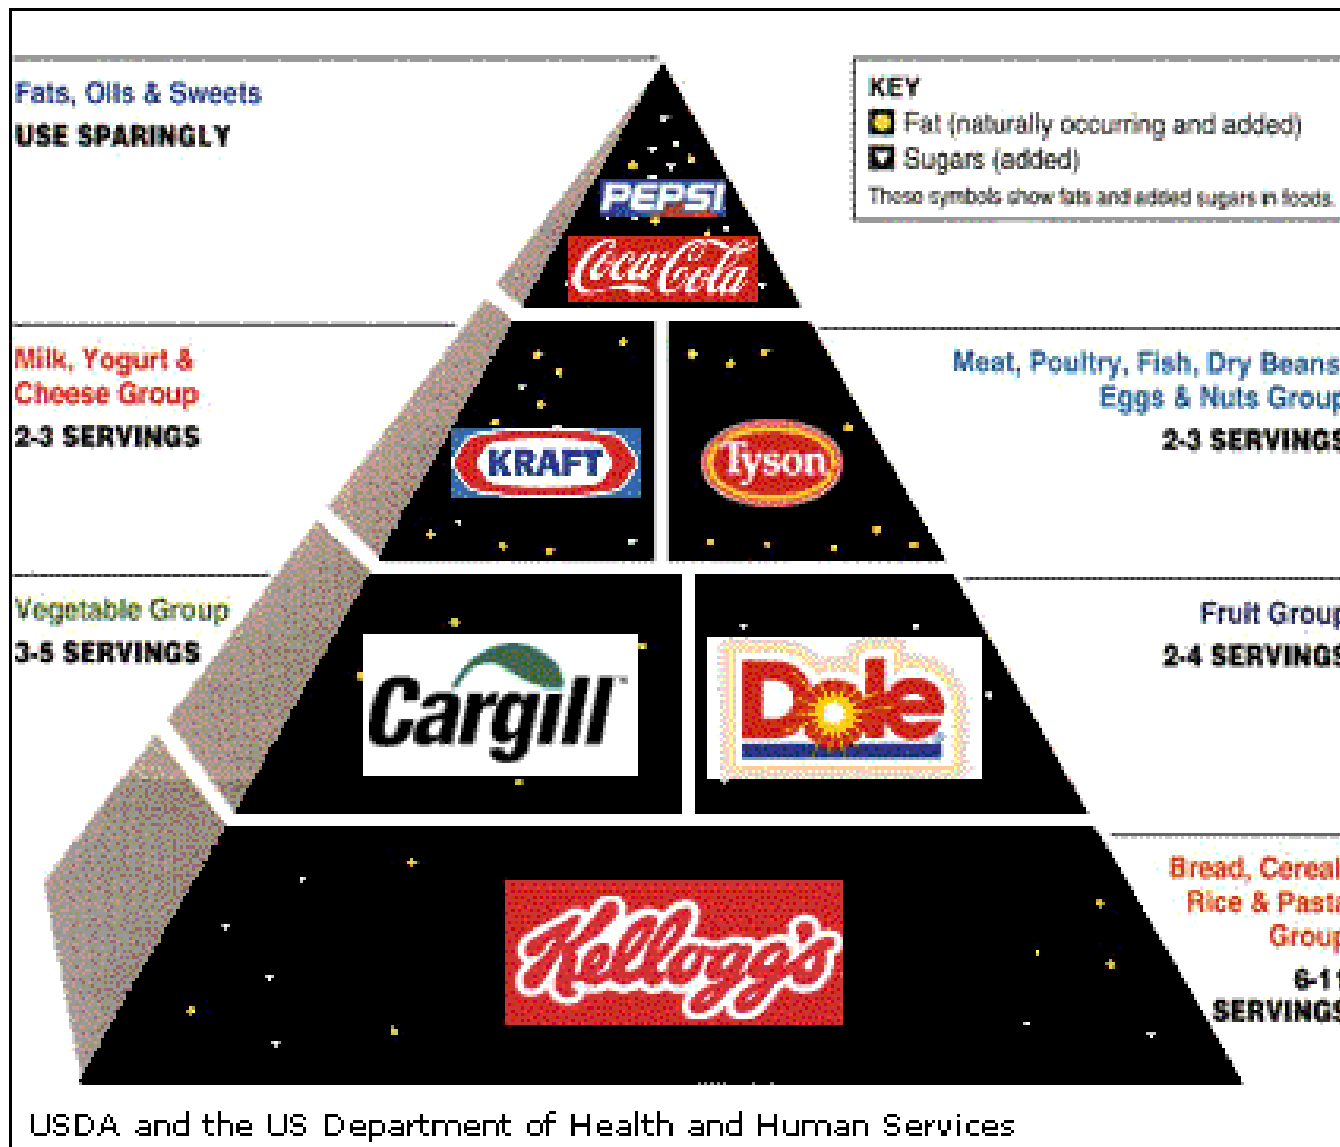 Fats, Oils & Sweets
USE SPARINGLY
KEY
Fat (naturally occurring and added)
Sugars (added)
These symbols show fats and added sugars in foods.
PEPSI
Coca-Cola
Milk, Yogurt &
Cheese Group
2-3 SERVINGS
Meat, Poultry, Fish, Dry Beans
Eggs & Nuts Group
2-3 SERVINGS
KRAFT
Tyson
Vegetable Group
3-5 SERVINGS
Fruit Group
2-4 SERVINGS
Cargill™
Dole
Bread, Cereal
Rice & Pasta
Group
6-11
SERVINGS
Kellogg's
USDA and the US Department of Health and Human Services